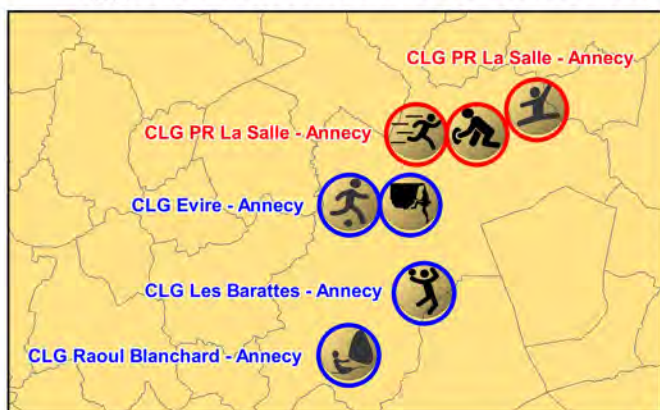 CLG PR La Salle - Annecy
CLG PR La Salle - Annecy
CLG Evire - Annecy
CLG Les Barattes - Annecy
CLG Raoul Blanchard - Annecy